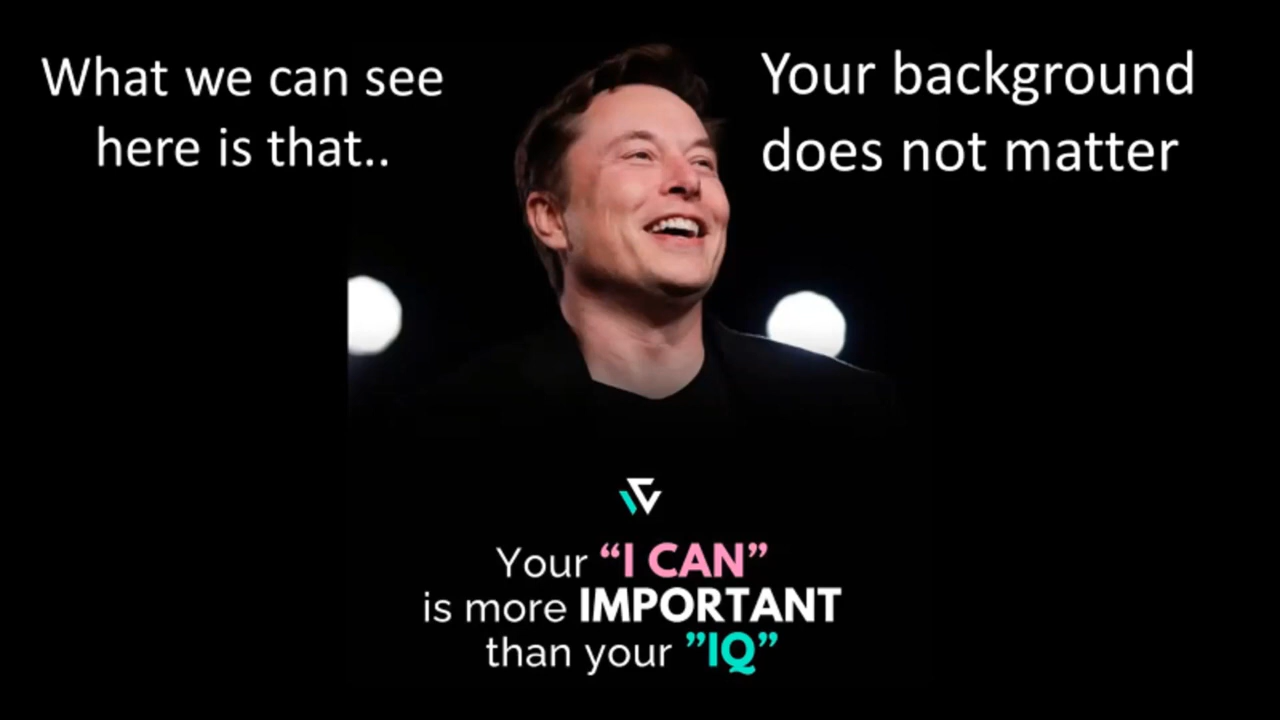 What we can see
here is that..
Your background
does not matter
Your “I CAN”
is more IMPORTANT
than your ”IQ”